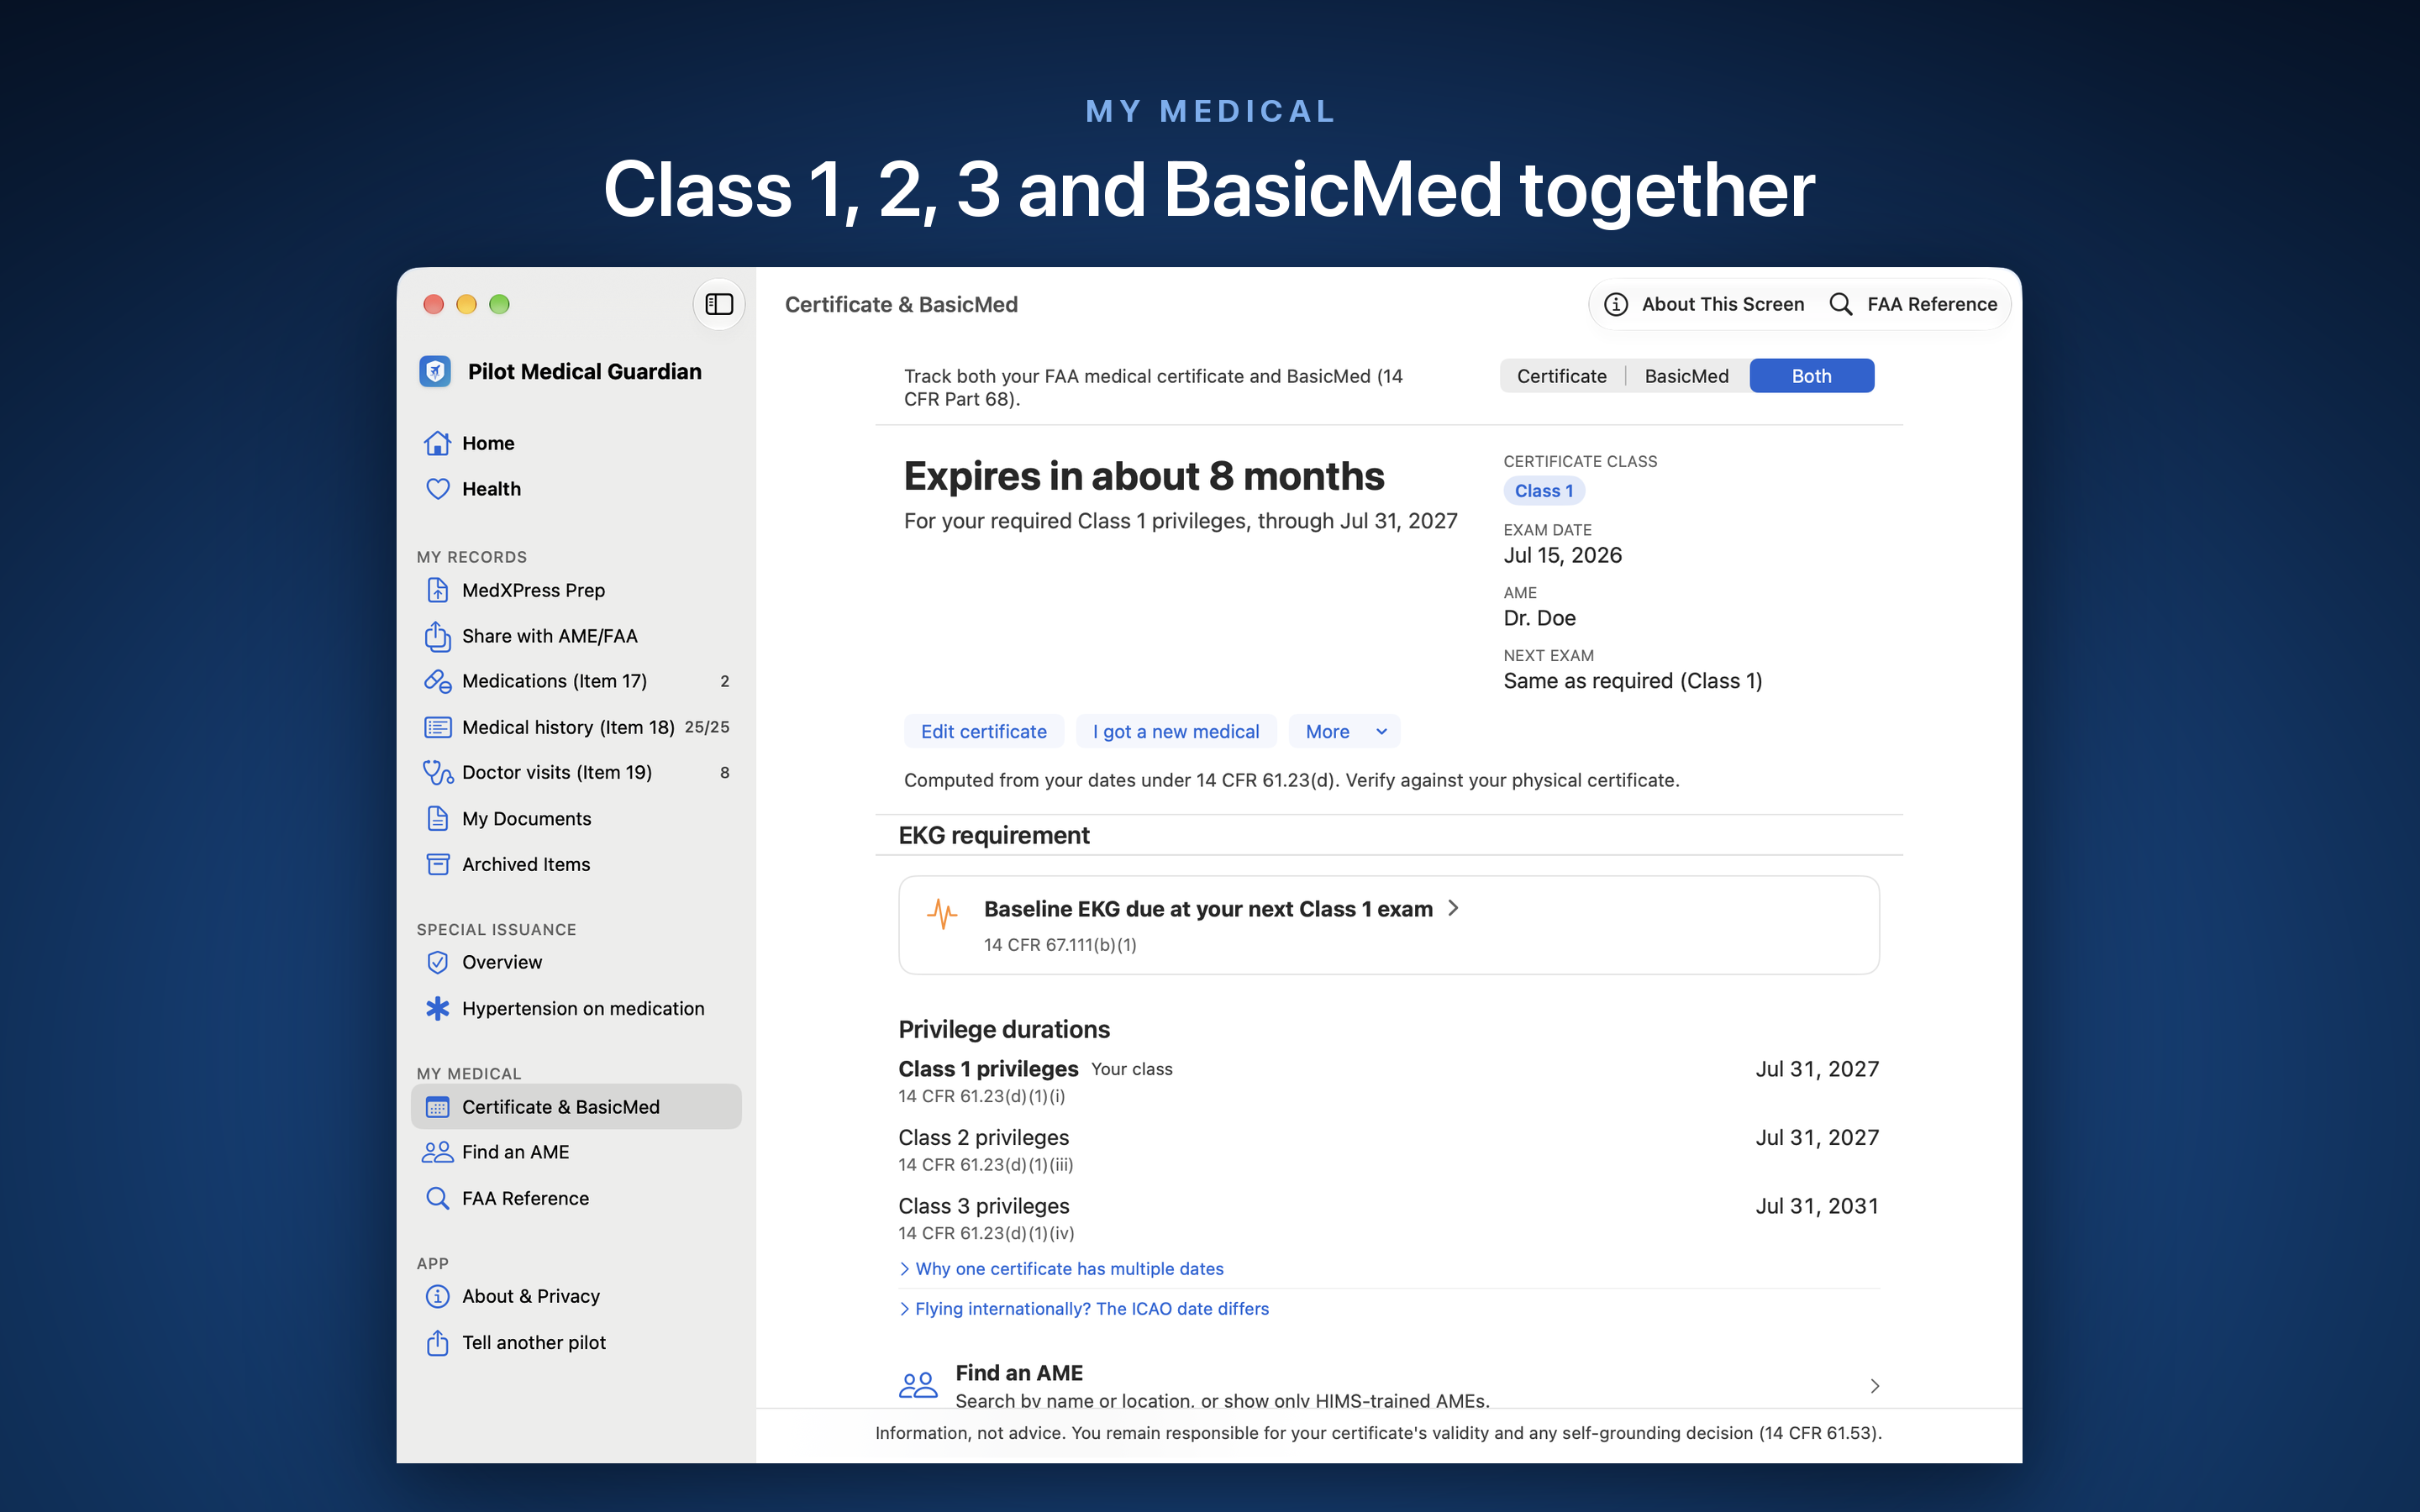 MY MEDICAL
Class 1, 2, 3 and BasicMed together
Pilot Medical Guardian
Home
Health
MY RECORDS
MedXPress Prep
Share with AME/FAA
Medications (Item 17) 2
Medical history (Item 18) 25/25
Doctor visits (Item 19) 8
My Documents
Archived Items
SPECIAL ISSUANCE
Overview
Hypertension on medication
MY MEDICAL
Certificate & BasicMed
Find an AME
FAA Reference
APP
About & Privacy
Tell another pilot
Certificate & BasicMed
About This Screen
FAA Reference
Track both your FAA medical certificate and BasicMed (14
CFR Part 68).
Certificate
BasicMed
Both
Expires in about 8 months
For your required Class 1 privileges, through Jul 31, 2027
CERTIFICATE CLASS
Class 1
EXAM DATE
Jul 15, 2026
AME
Dr. Doe
NEXT EXAM
Same as required (Class 1)
Edit certificate
I got a new medical
More
Computed from your dates under 14 CFR 61.23(d). Verify against your physical certificate.
EKG requirement
Baseline EKG due at your next Class 1 exam
14 CFR 67.111(b)(1)
Privilege durations
Class 1 privileges Your class Jul 31, 2027
14 CFR 61.23(d)(1)(i)
Class 2 privileges Jul 31, 2027
14 CFR 61.23(d)(1)(iii)
Class 3 privileges Jul 31, 2031
14 CFR 61.23(d)(1)(iv)
Why one certificate has multiple dates
Flying internationally? The ICAO date differs
Find an AME
Search by name or location, or show only HIMS-trained AMEs.
Information, not advice. You remain responsible for your certificate's validity and any self-grounding decision (14 CFR 61.53).